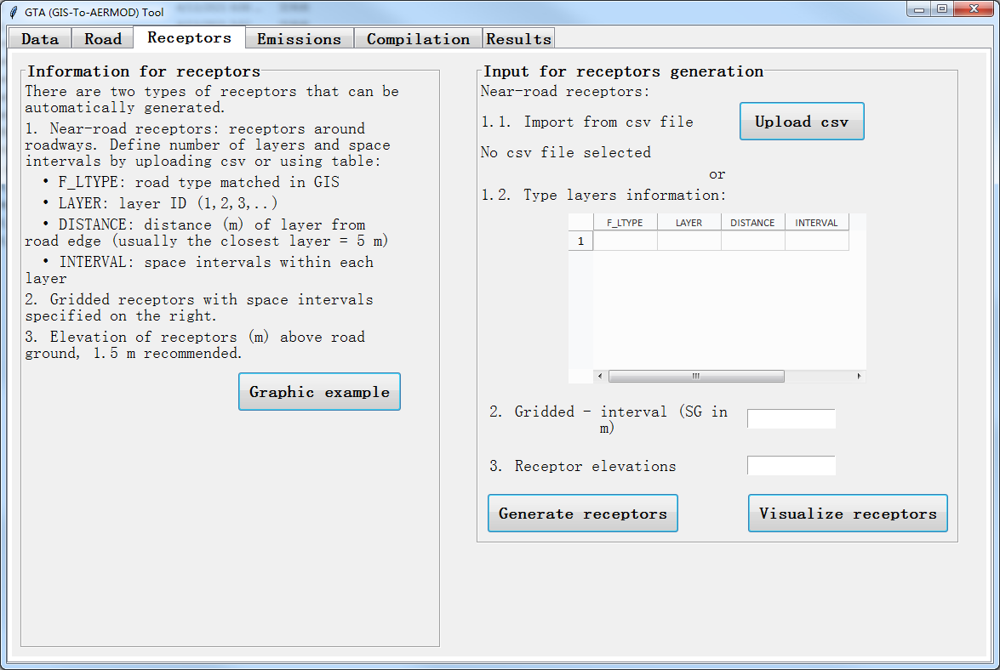 GTA (GIS-To-AERMOD) Tool
Data Road Receptors Emissions Compilation Results
Information for receptors
There are two types of receptors that can be
automatically generated.
1. Near-road receptors: receptors around
roadways. Define number of layers and space
intervals by uploading csv or using table:
• F_LTYPE: road type matched in GIS
• LAYER: layer ID (1,2,3,..)
• DISTANCE: distance (m) of layer from
road edge (usually the closest layer = 5 m)
• INTERVAL: space intervals within each
layer
2. Gridded receptors with space intervals
specified on the right.
3. Elevation of receptors (m) above road
ground, 1.5 m recommended.
Graphic example
Input for receptors generation
Near-road receptors:
1.1. Import from csv file
Upload csv
No csv file selected
or
1.2. Type layers information:
F_LTYPE LAYER DISTANCE INTERVAL
1
2. Gridded - interval (SG in
m)
3. Receptor elevations
Generate receptors
Visualize receptors